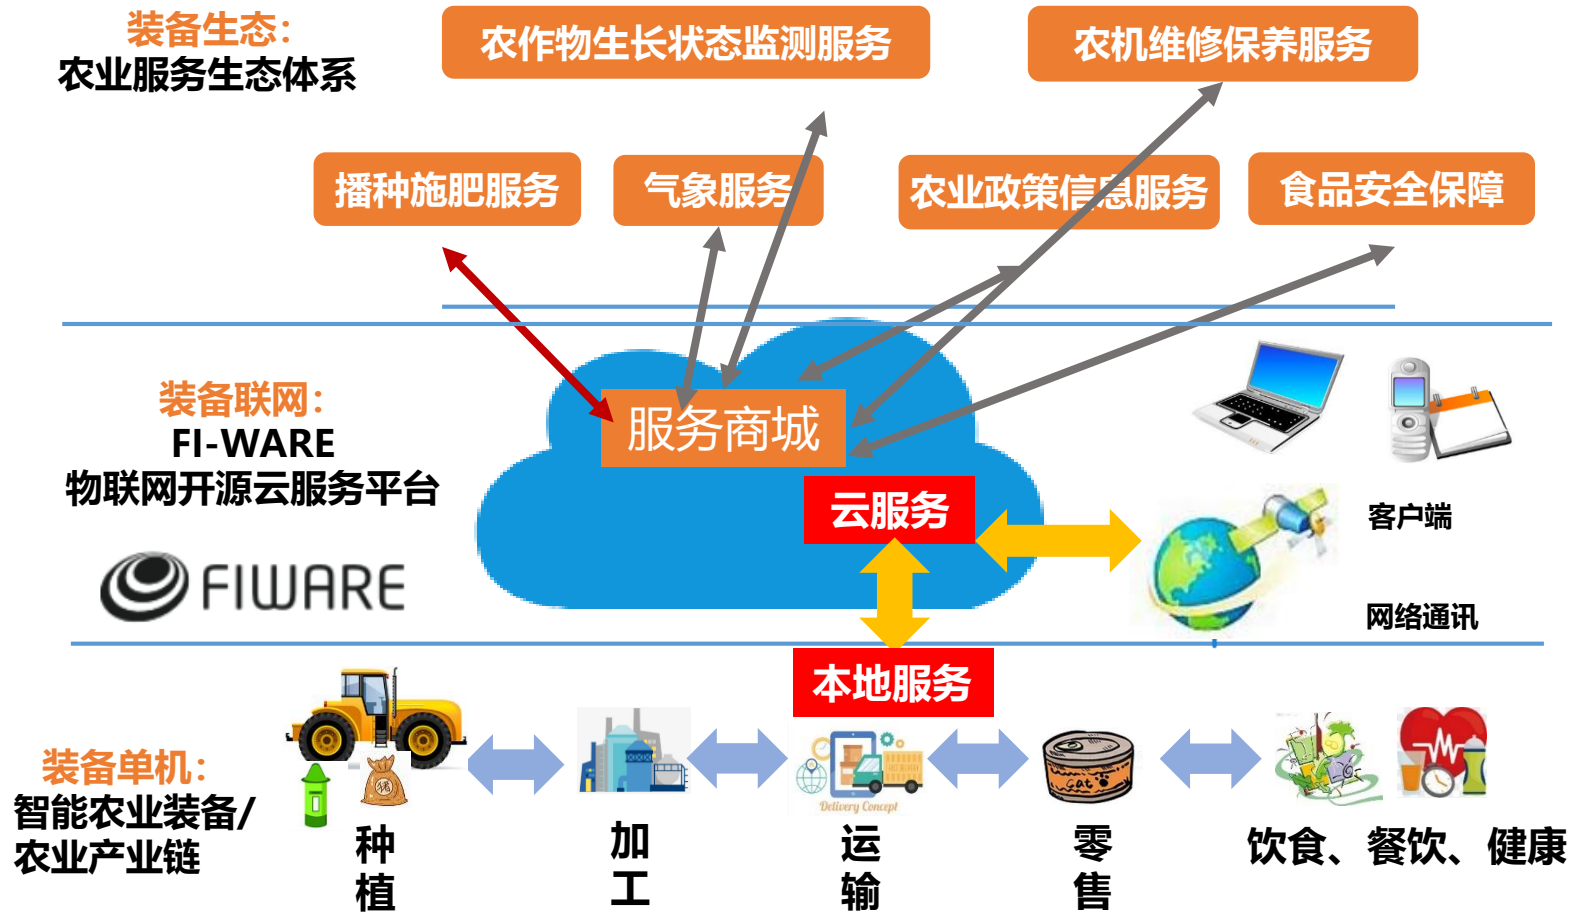 装备生态：
农业服务生态体系
农作物生长状态监测服务
农机维修保养服务
播种施肥服务
气象服务
农业政策信息服务
食品安全保障
装备联网：
FI-WARE
物联网开源云服务平台
FIWARE
服务商城
云服务
客户端
网络通讯
本地服务
装备单机：
智能农业装备/
农业产业链
Delivery Concept
种
植
加
工
运
输
零
售
饮食、餐饮、健康